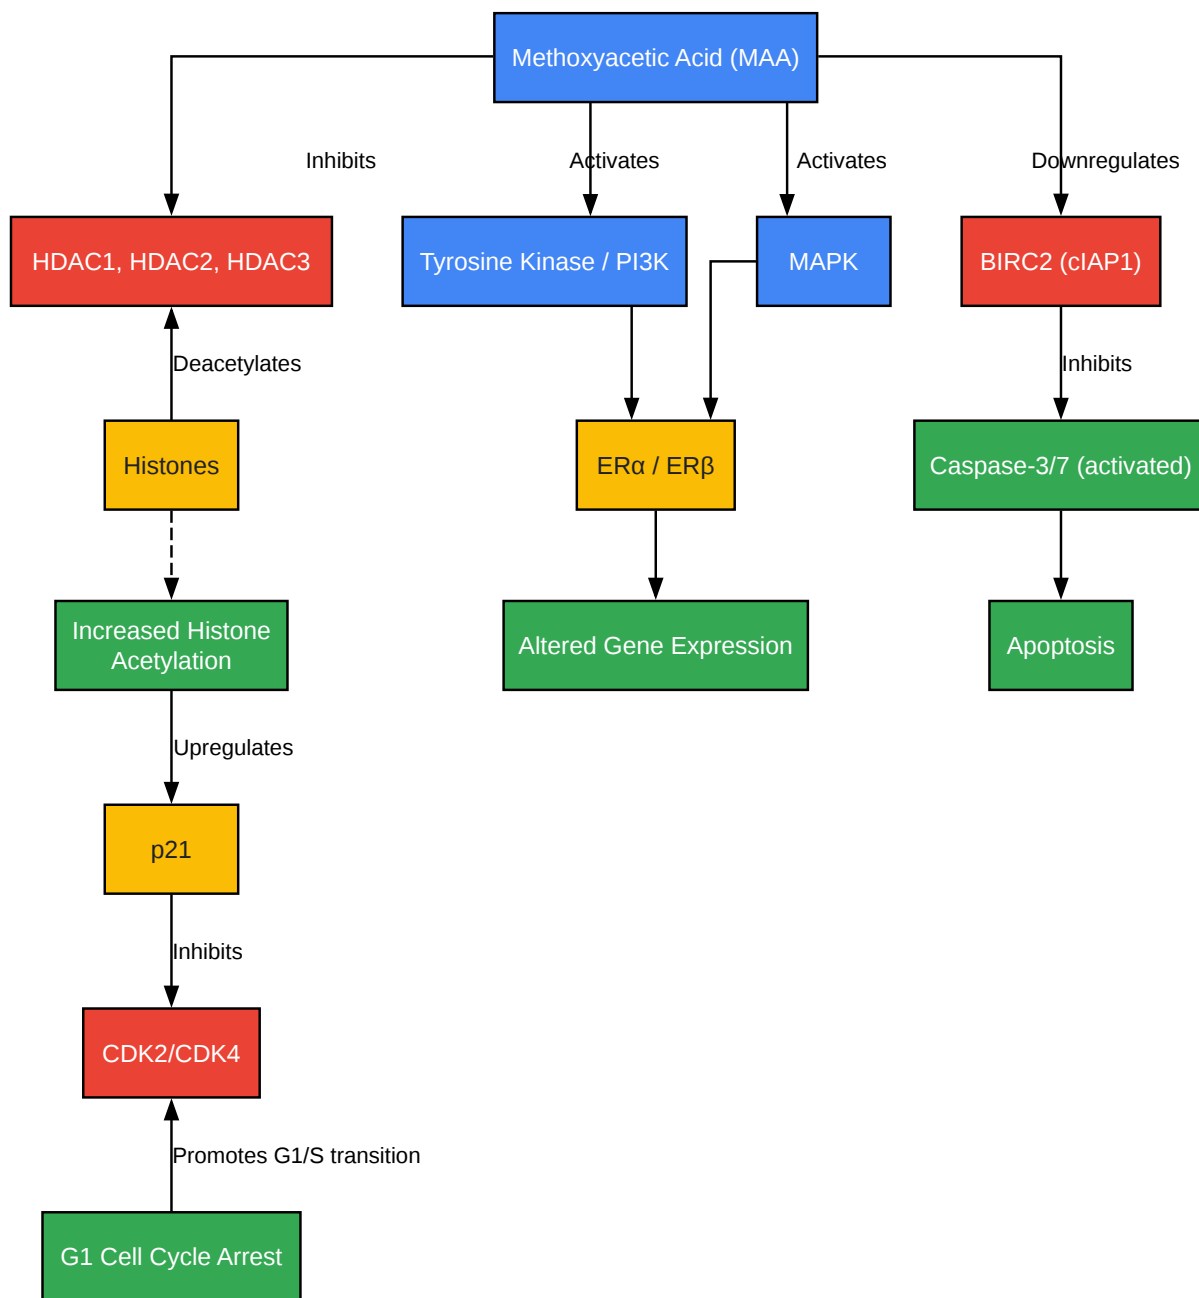 Methoxyacetic Acid (MAA)
Inhibits
Activates
Activates
Downregulates
HDAC1, HDAC2, HDAC3
Tyrosine Kinase / PI3K
MAPK
BIRC2 (cIAP1)
Deacetylates
Inhibits
Histones
ERα / ERβ
Caspase-3/7 (activated)
Increased Histone
Acetylation
Altered Gene Expression
Apoptosis
Upregulates
p21
Inhibits
CDK2/CDK4
Promotes G1/S transition
G1 Cell Cycle Arrest